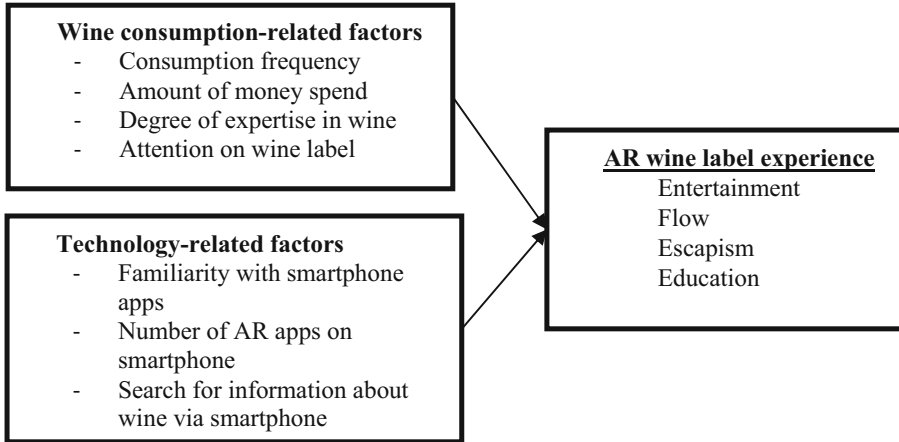 Wine consumption-related factors
- Consumption frequency
- Amount of money spend
- Degree of expertise in wine
- Attention on wine label
Technology-related factors
- Familiarity with smartphone
apps
- Number of AR apps on
smartphone
- Search for information about
wine via smartphone
AR wine label experience
Entertainment
Flow
Escapism
Education